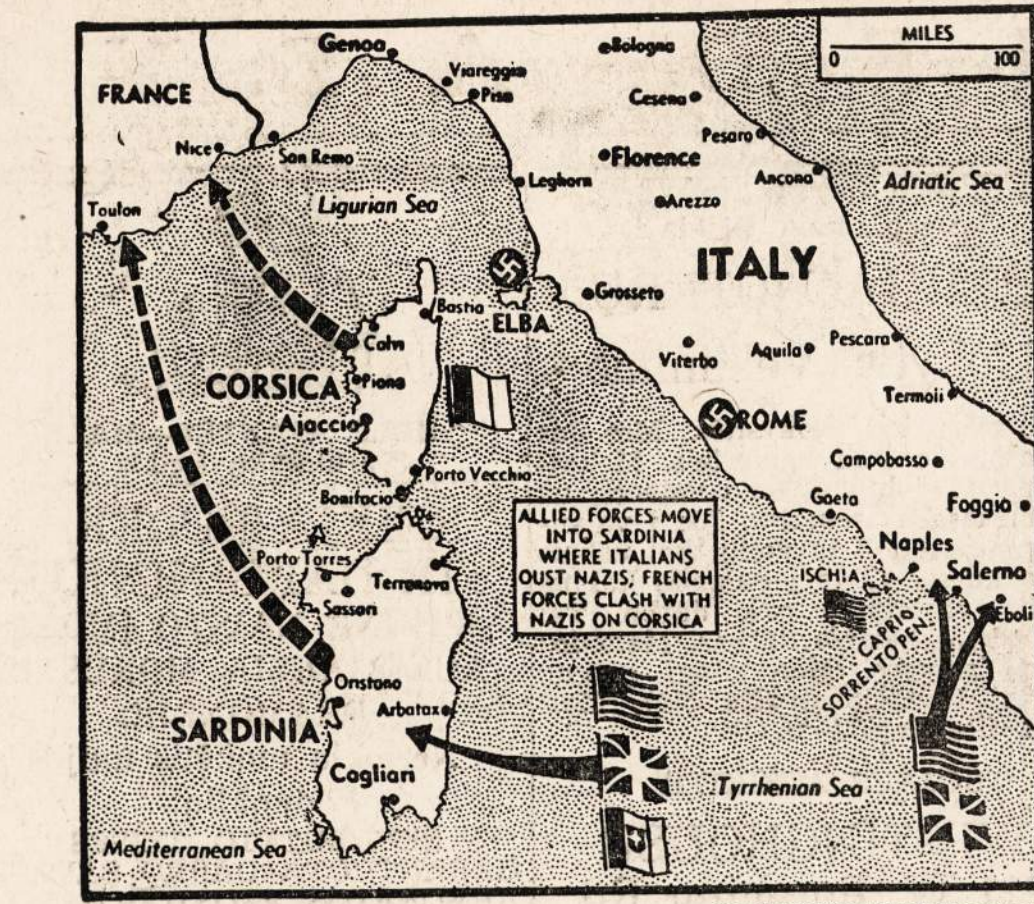 MILES
0 100
Genoa
Bologna
Viareggia
Pisa
FRANCE
Cesena
Pesaro
Nice
San Remo
Florence
Ancona
Adriatic Sea
Leghorn
Ligurian Sea
Arezzo
Toulon
ITALY
Grosseto
Bastia
ELBA
Calvi
Viterbo
Aquila
Pescara
CORSICA
Piana
Termoli
Ajaccio
ROME
Campobasso
Porto Vecchio
Bonifacio
Gaeta
Foggia
ALLIED FORCES MOVE
INTO SARDINIA
WHERE ITALIANS
OUST NAZIS; FRENCH
FORCES CLASH WITH
NAZIS ON CORSICA
Naples
Porto Torres
Terranova
ISCHIA
Salerno
Sassari
Eboli
CAPRIO
SORRENTO PEN.
Oristano
Arbatax
SARDINIA
Cagliari
Tyrrhenian Sea
Mediterranean Sea